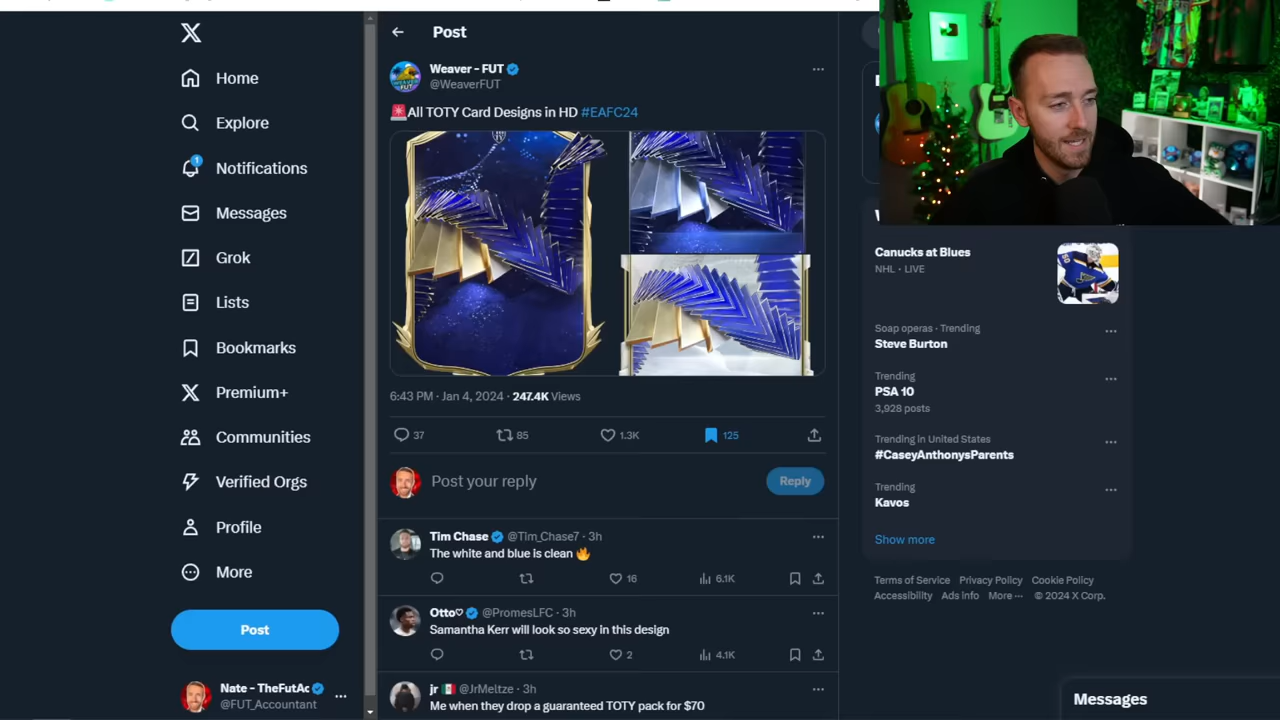 Post
Home
Explore
1
Notifications
Messages
Grok
Lists
Bookmarks
Premium+
Communities
Verified Orgs
Profile
More
Post
Nate - TheFutAc
@FUT_Accountant
Weaver - FUT
@WeaverFUT
🚨All TOTY Card Designs in HD #EAFC24
6:43 PM · Jan 4, 2024 · 247.4K Views
37 85 1.3K 125
Post your reply
Reply
Tim Chase @Tim_Chase7 · 3h
The white and blue is clean 🔥
16 6.1K
Otto♡ @PromesLFC · 3h
Samantha Kerr will look so sexy in this design
2 4.1K
jr 🇲🇽 @JrMeltze · 3h
Me when they drop a guaranteed TOTY pack for $70
Canucks at Blues
NHL · LIVE
Soap operas · Trending
Steve Burton
Trending
PSA 10
3,928 posts
Trending in United States
#CaseyAnthonysParents
Trending
Kavos
Show more
Terms of Service Privacy Policy Cookie Policy
Accessibility Ads info More ··· © 2024 X Corp.
Messages